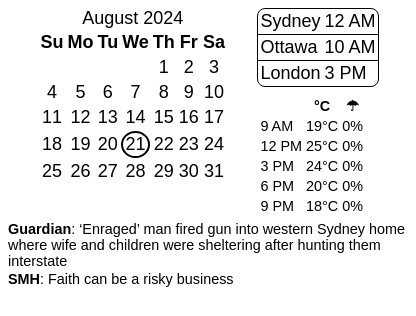 August 2024
Su Mo Tu We Th Fr Sa
1 2 3
4 5 6 7 8 9 10
11 12 13 14 15 16 17
18 19 20 21 22 23 24
25 26 27 28 29 30 31
Sydney 12 AM
Ottawa 10 AM
London 3 PM
°C ☂
9 AM 19°C 0%
12 PM 25°C 0%
3 PM 24°C 0%
6 PM 20°C 0%
9 PM 18°C 0%
Guardian: ‘Enraged’ man fired gun into western Sydney home
where wife and children were sheltering after hunting them
interstate
SMH: Faith can be a risky business